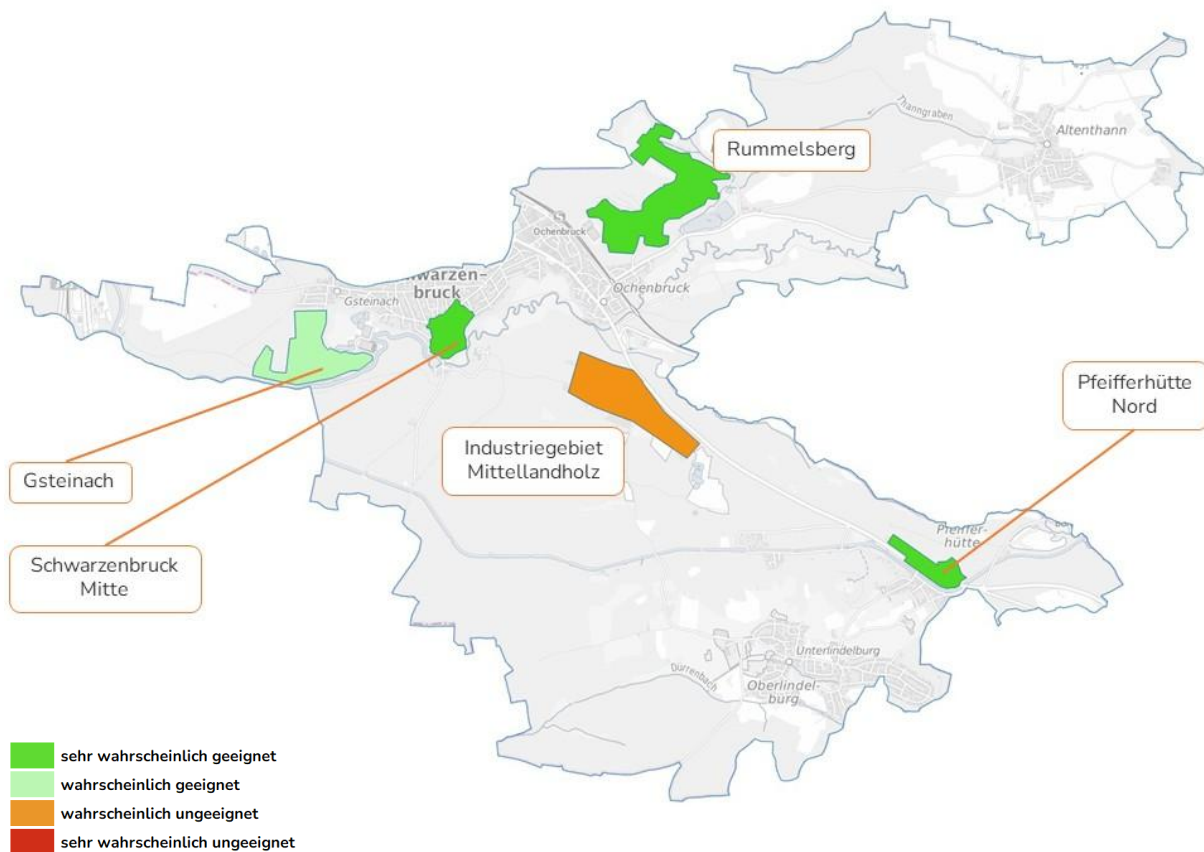 Thanngraben
Altenthann
Rummelsberg
Ochenbruck
bruck
Gsteinach
Ochenbruck
Pfeifferhütte
Nord
Industriegebiet
Mittellandholz
Gsteinach
Schwarzenbruck
Mitte
Pfeiffer-
hütte
Unterlindelburg
Dürrenbach
Oberlindel-
burg
sehr wahrscheinlich geeignet
wahrscheinlich geeignet
wahrscheinlich ungeeignet
sehr wahrscheinlich ungeeignet